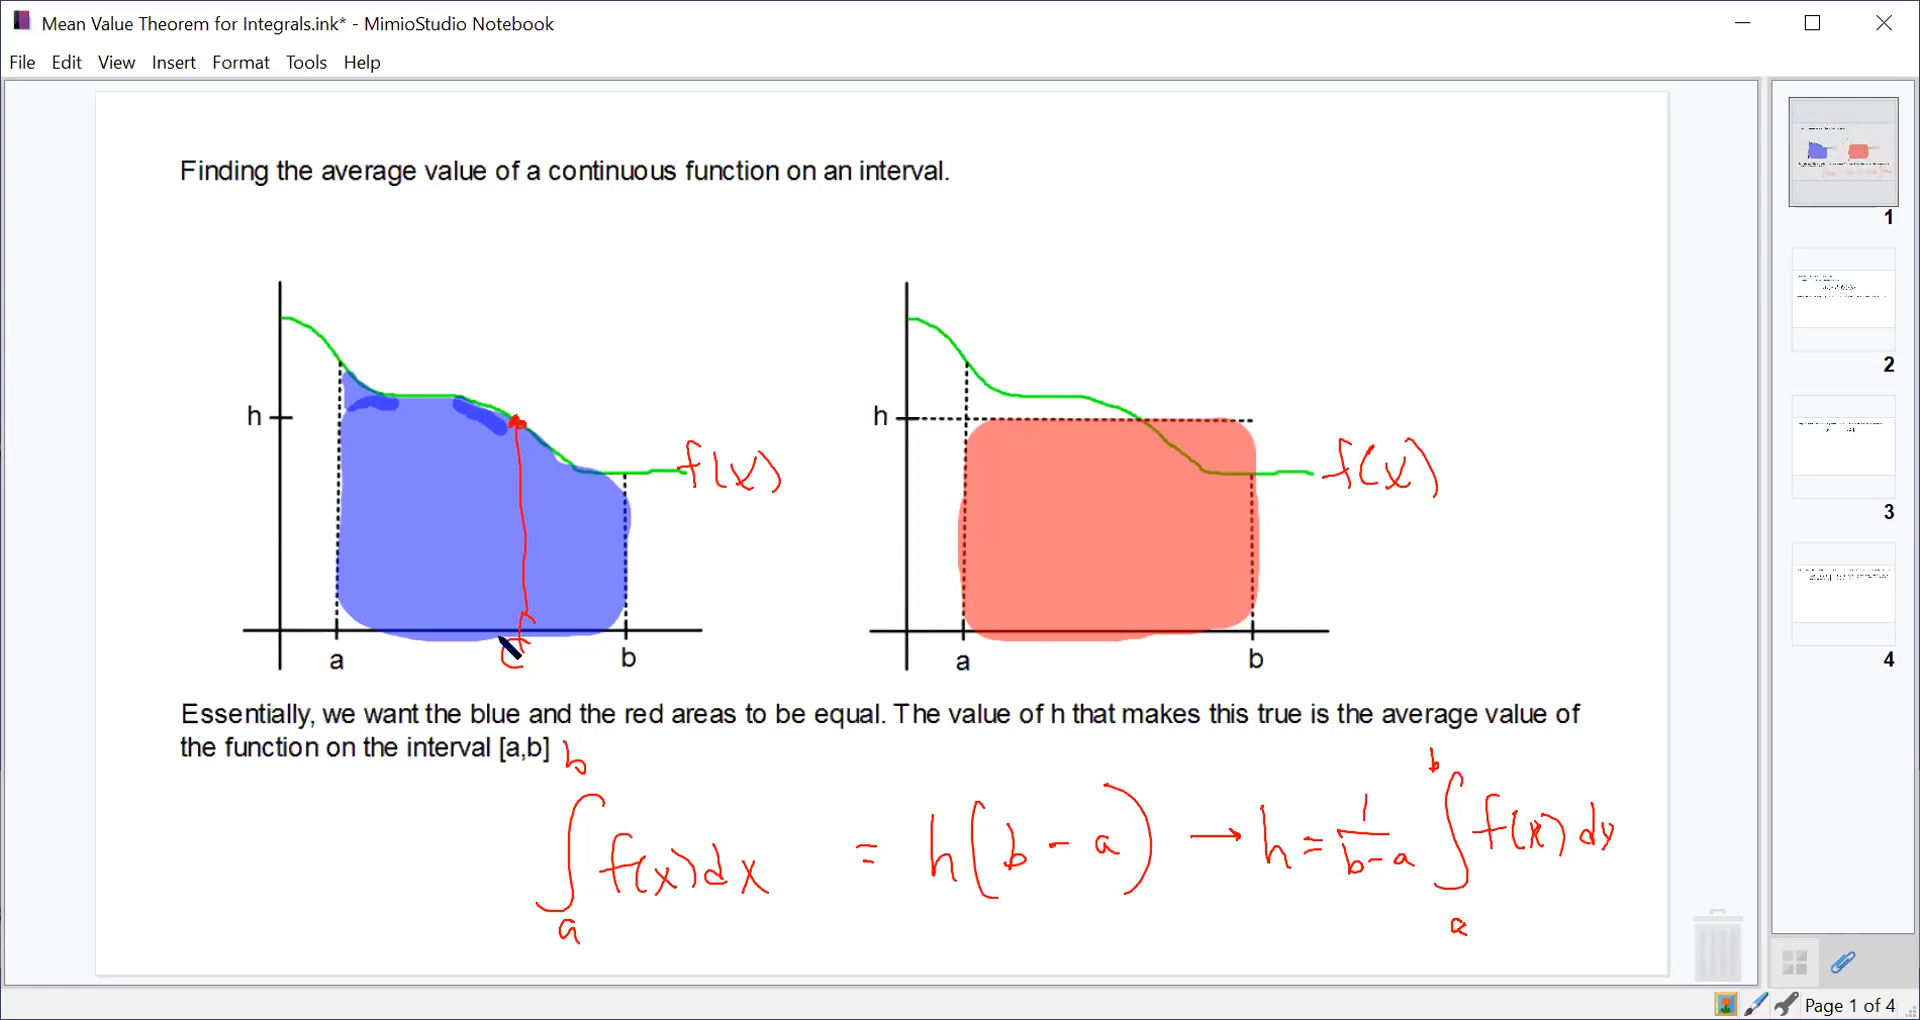 Mean Value Theorem for Integrals.ink* - MimioStudio Notebook
File Edit View Insert Format Tools Help
Finding the average value of a continuous function on an interval.
h
f(x)
a
c
b
h
f(x)
a
b
Essentially, we want the blue and the red areas to be equal. The value of h that makes this true is the average value of
the function on the interval [a,b]
∫_a^b f(x)dx = h(b-a) → h = 1/(b-a) ∫_a^b f(x)dx
1
2
3
4
Page 1 of 4